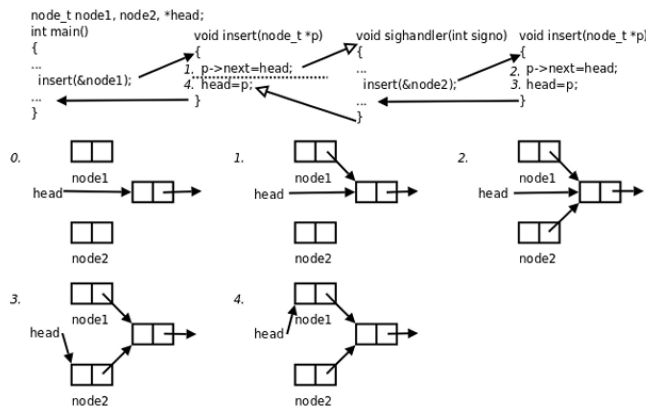 node_t node1, node2, *head;
int main()
{
...
insert(&node1);
...
}
void insert(node_t *p)
{
1. p->next=head;
4. head=p;
}
void sighandler(int signo)
{
...
insert(&node2);
...
}
void insert(node_t *p)
{
2. p->next=head;
3. head=p;
}
0.
node1
head
node2
1.
node1
head
node2
2.
node1
head
node2
3.
node1
head
node2
4.
node1
head
node2